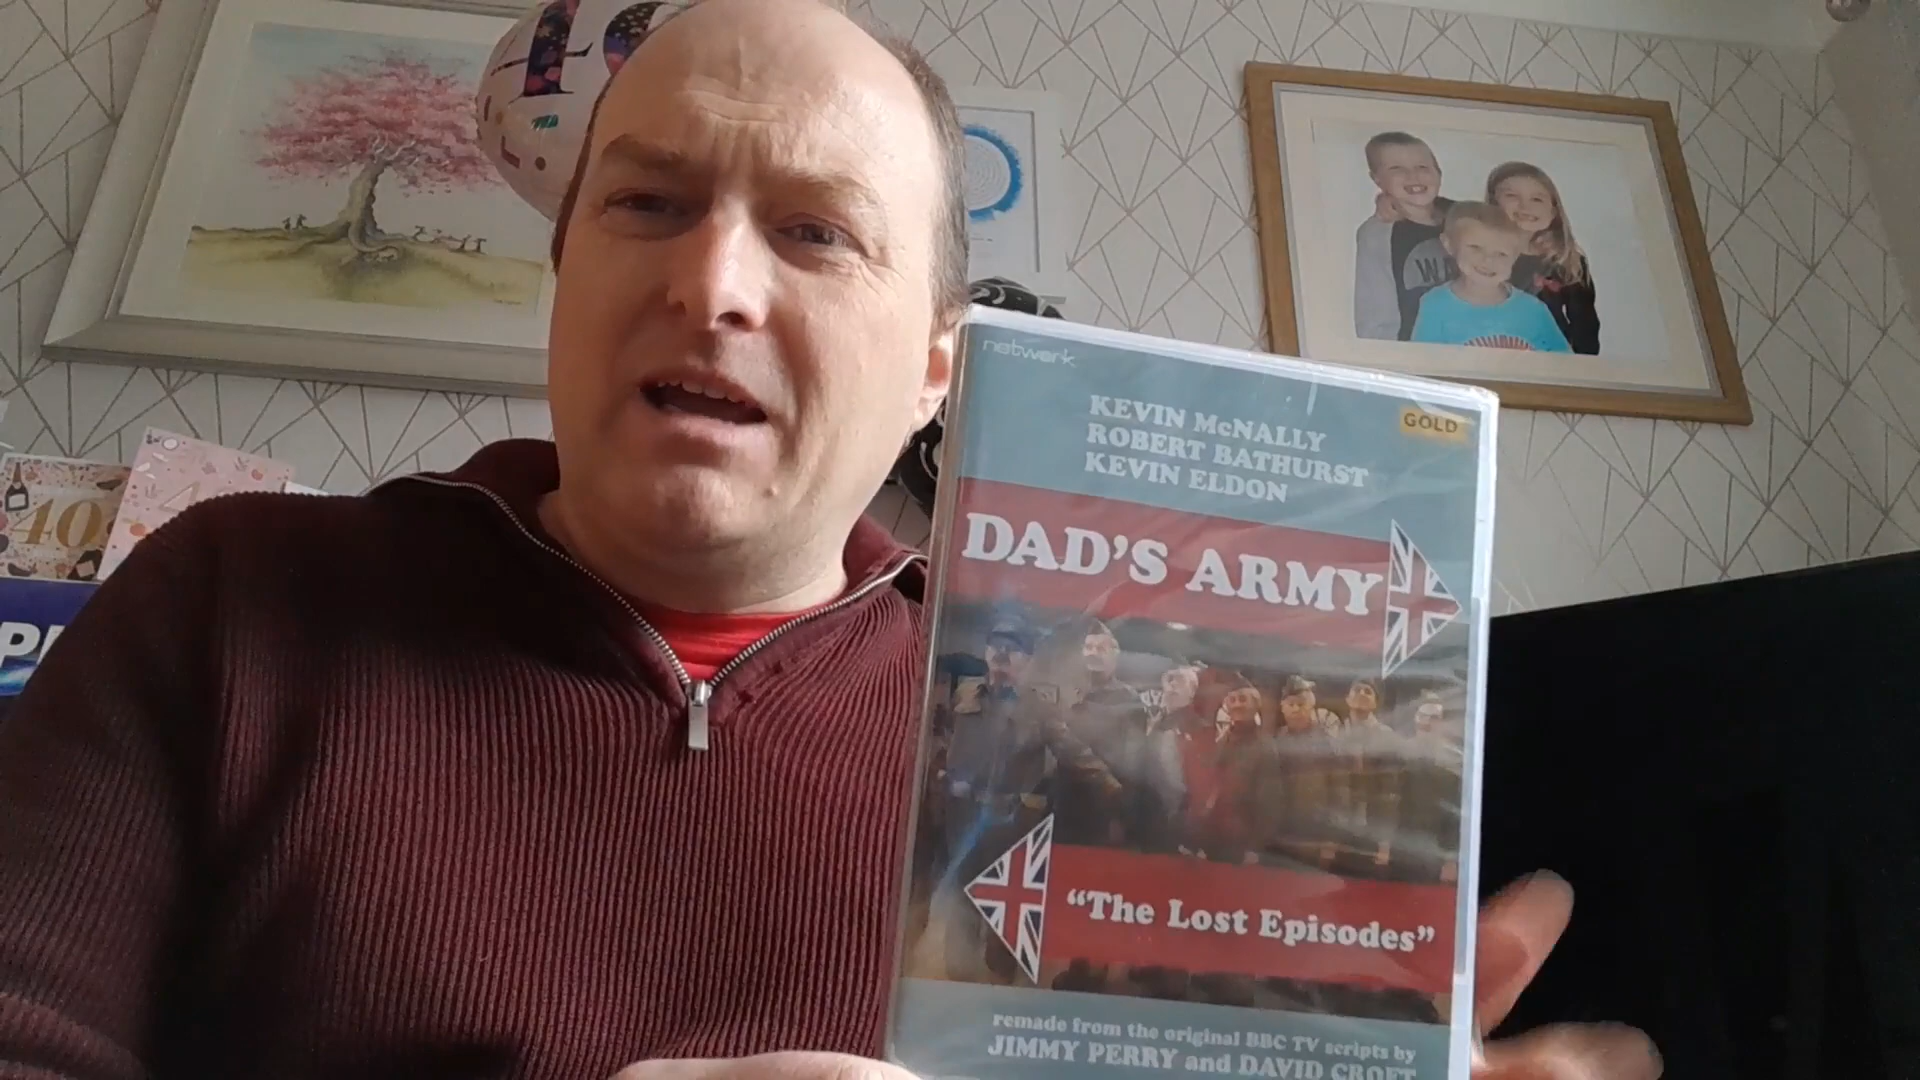 network
GOLD
KEVIN McNALLY
ROBERT BATHURST
KEVIN ELDON
DAD'S ARMY
"The Lost Episodes"
remade from the original BBC TV scripts by
JIMMY PERRY and DAVID CROFT
40
WA